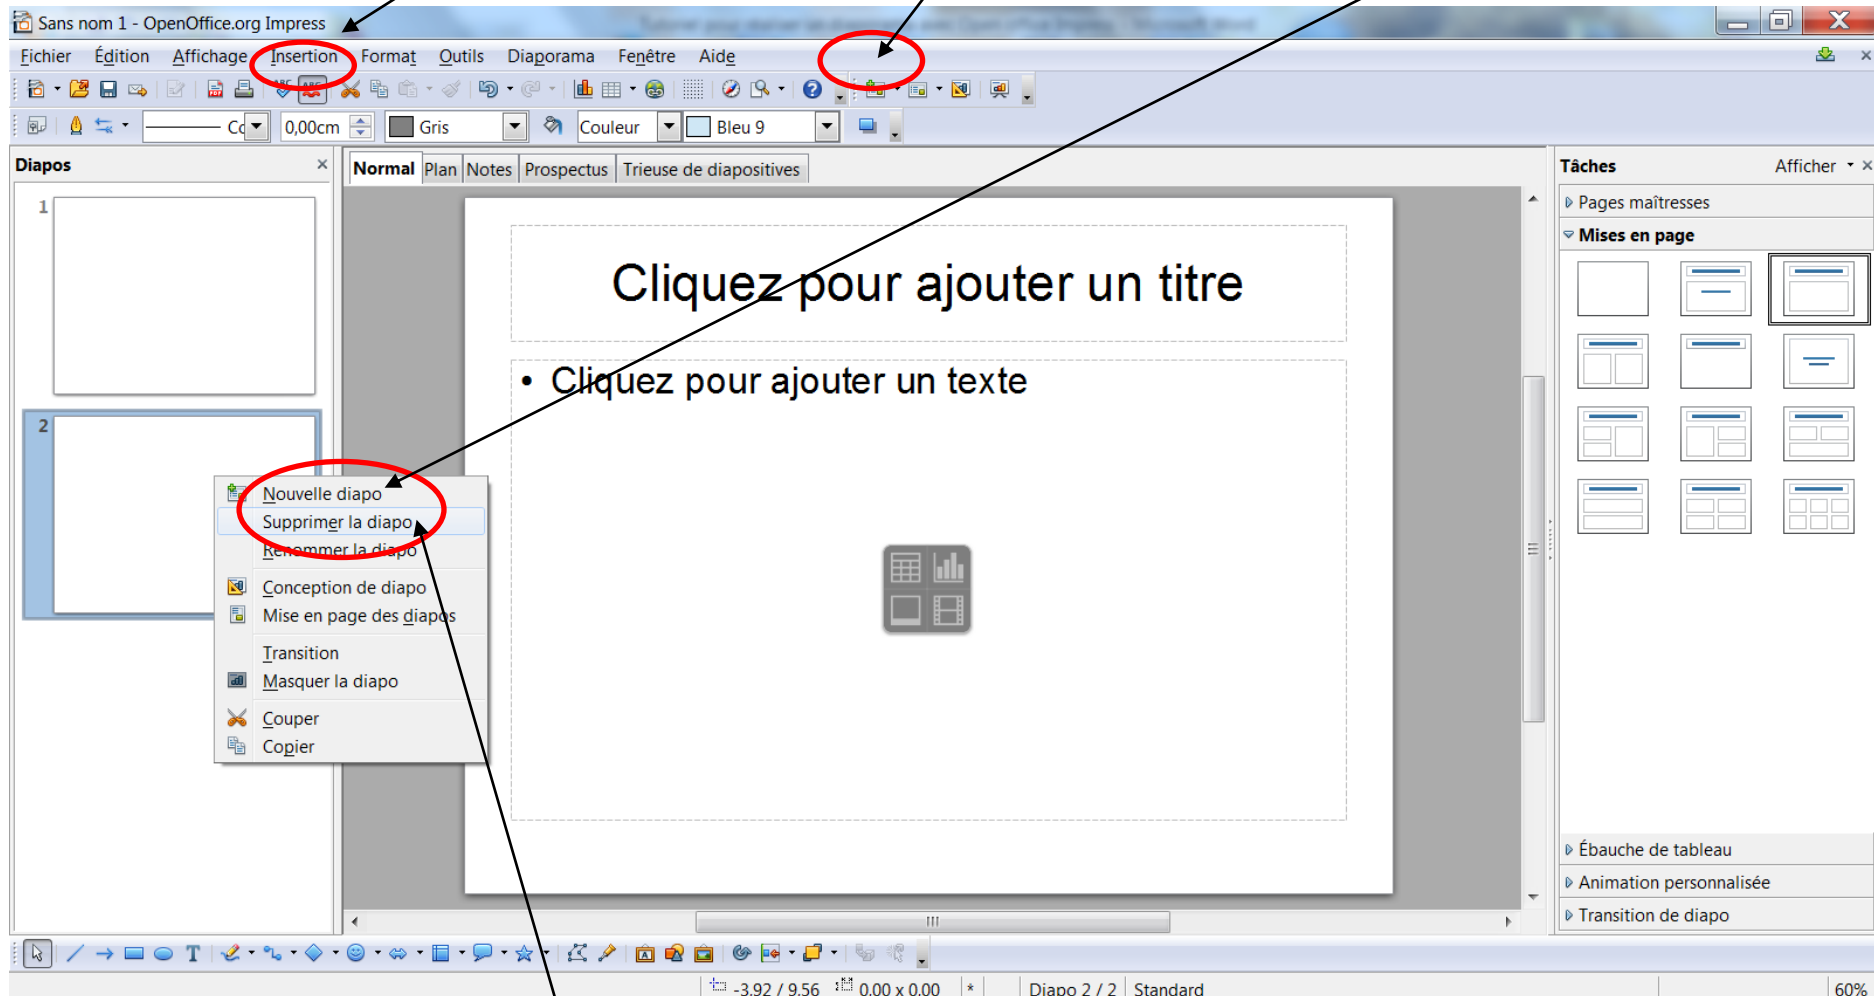 Sans nom 1 - OpenOffice.org Impress
Fichier Édition Affichage Insertion Format Outils Diaporama Fenêtre Aide
0,00cm Gris Couleur Bleu 9
Diapos
Normal Plan Notes Prospectus Trieuse de diapositives
Tâches Afficher
1
Pages maîtresses
Mises en page
Cliquez pour ajouter un titre
• Cliquez pour ajouter un texte
2
Nouvelle diapo
Supprimer la diapo
Renommer la diapo
Conception de diapo
Mise en page des diapos
Transition
Masquer la diapo
Couper
Copier
Ébauche de tableau
Animation personnalisée
Transition de diapo
-3,92 / 9,56 0,00 x 0,00 * Diapo 2 / 2 Standard 60%